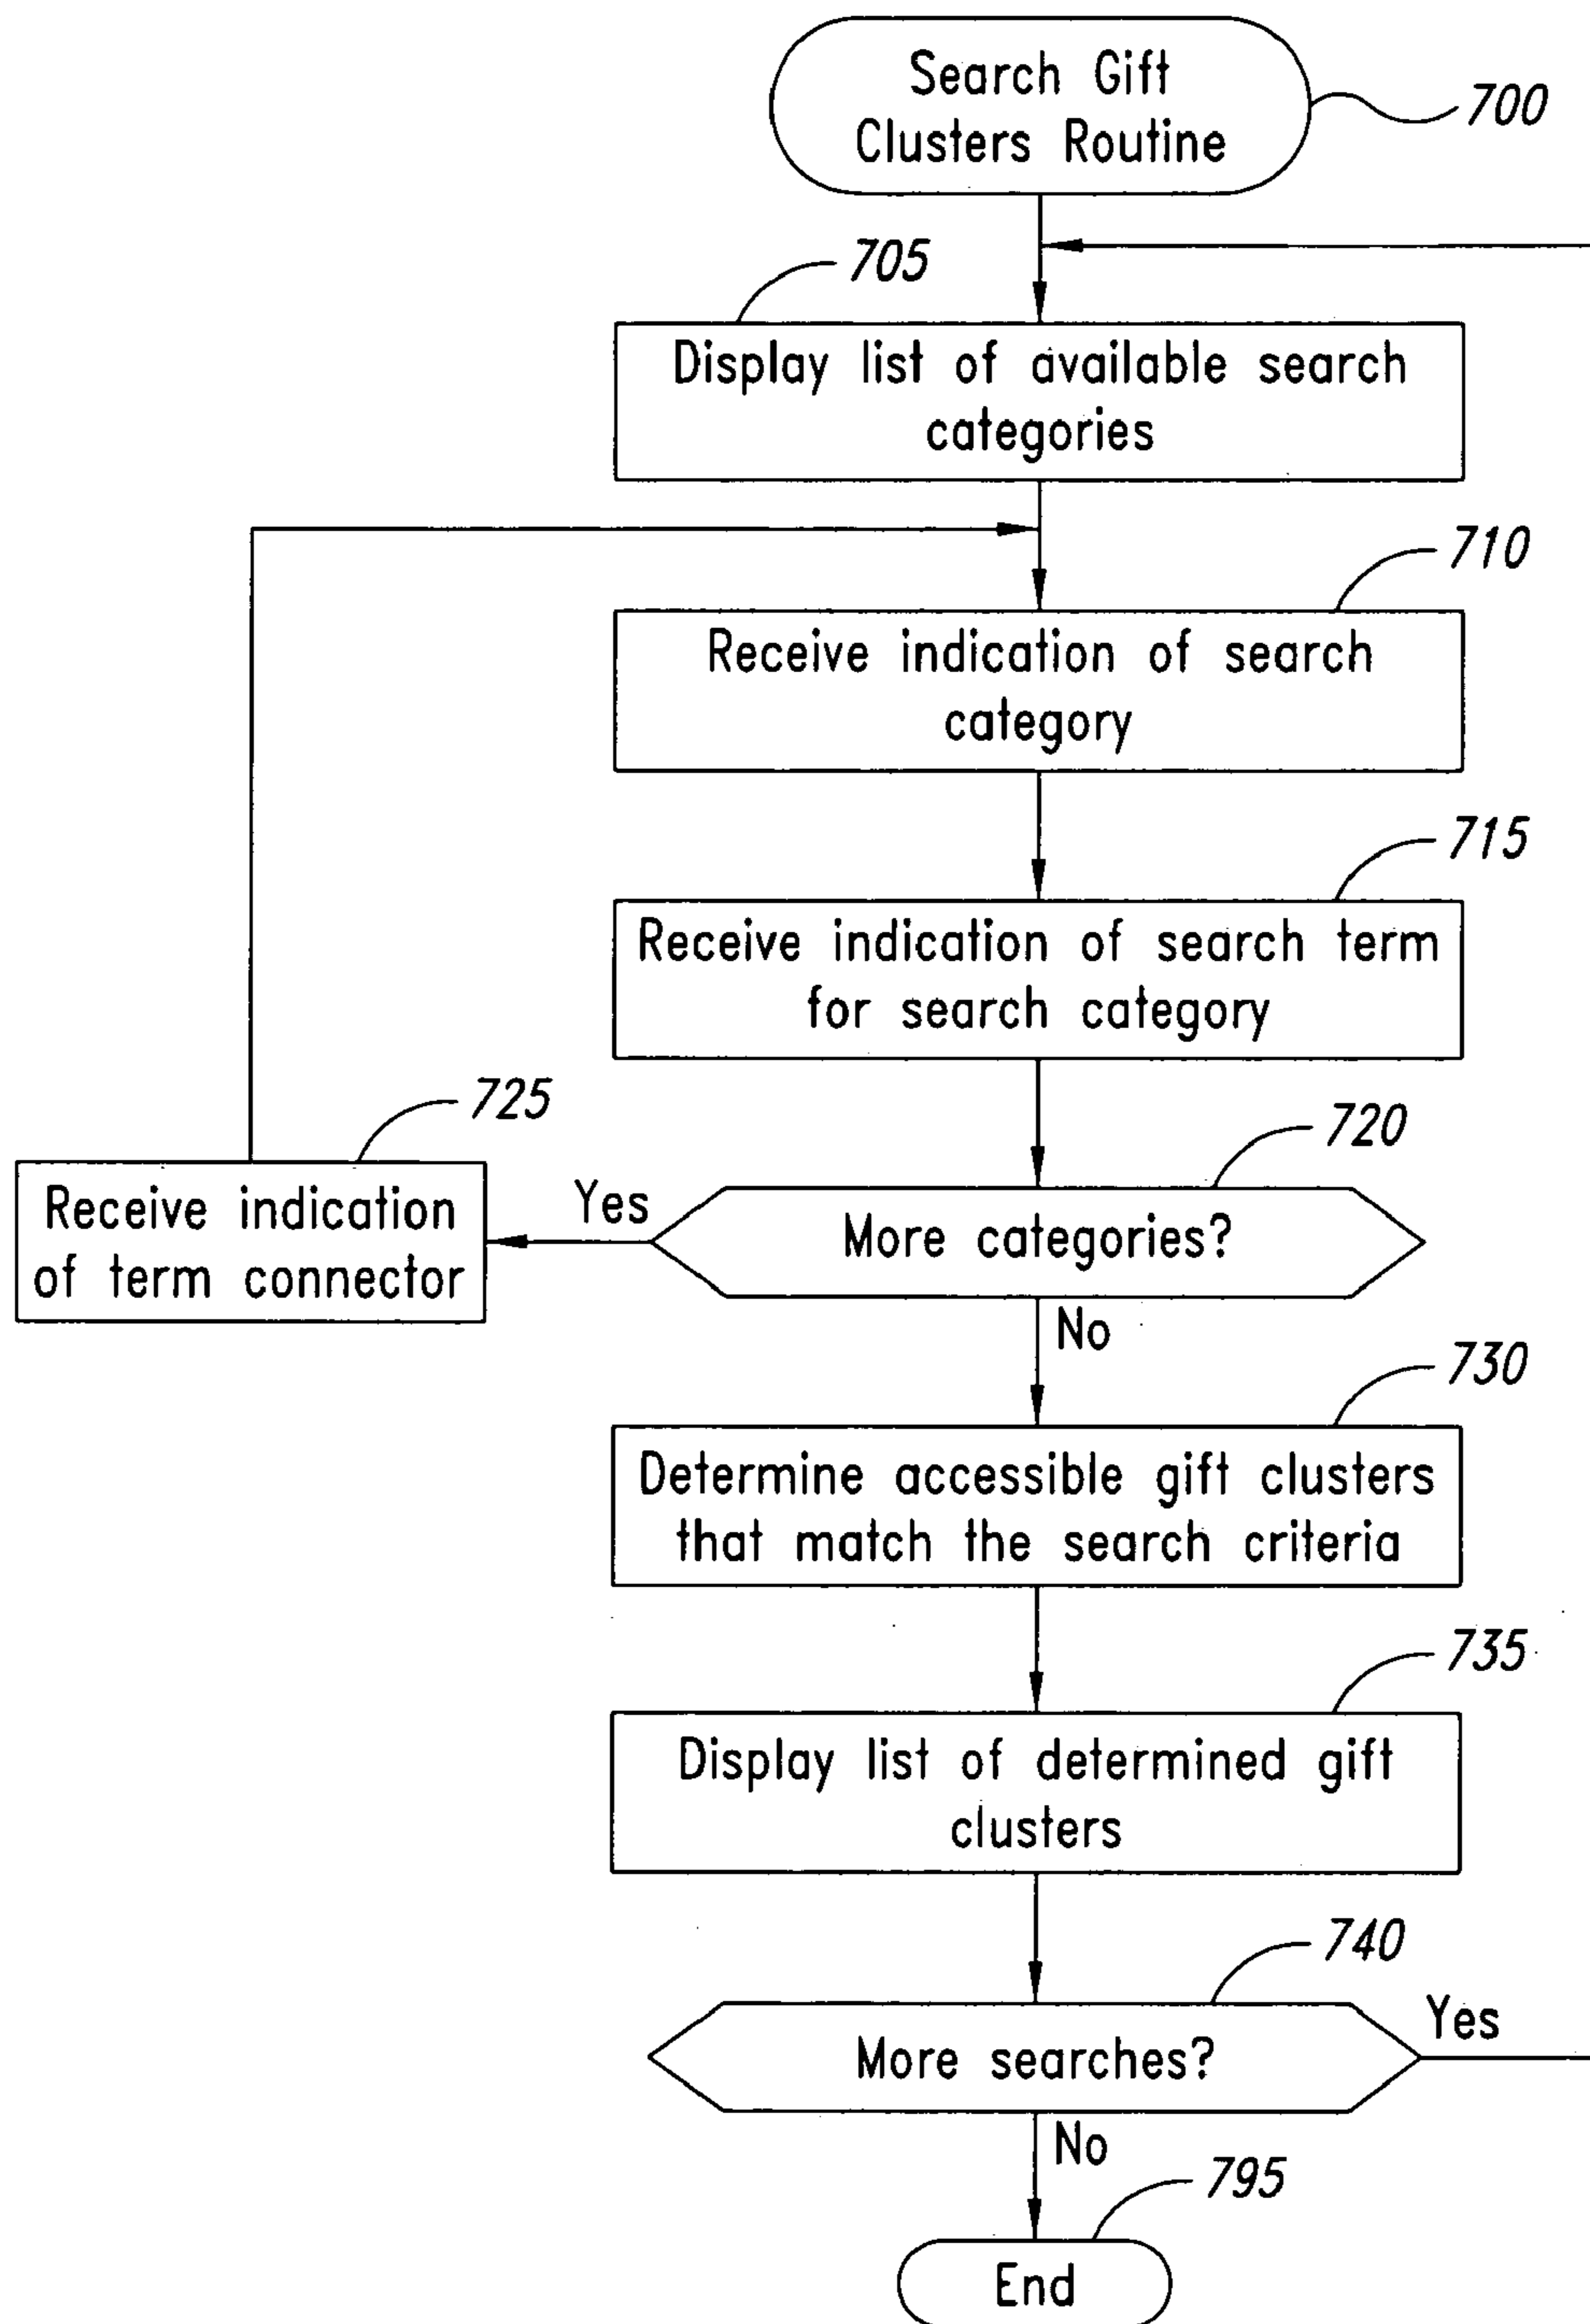 Search Gift
Clusters Routine
700
705
Display list of available search
categories
710
Receive indication of search
category
715
Receive indication of search term
for search category
725
720
Receive indication
of term connector
Yes
More categories?
No
730
Determine accessible gift clusters
that match the search criteria
735
Display list of determined gift
clusters
740
More searches?
Yes
No
795
End